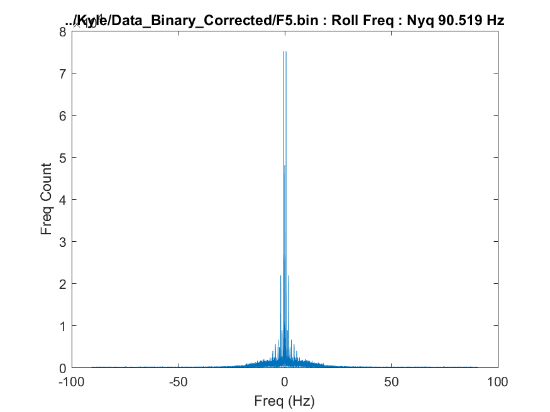 ../Kyle/Data_Binary_Corrected/F5.bin : Roll Freq : Nyq 90.519 Hz
8
7
6
5
4
3
2
1
0
Freq Count
-100 -50 0 50 100
Freq (Hz)